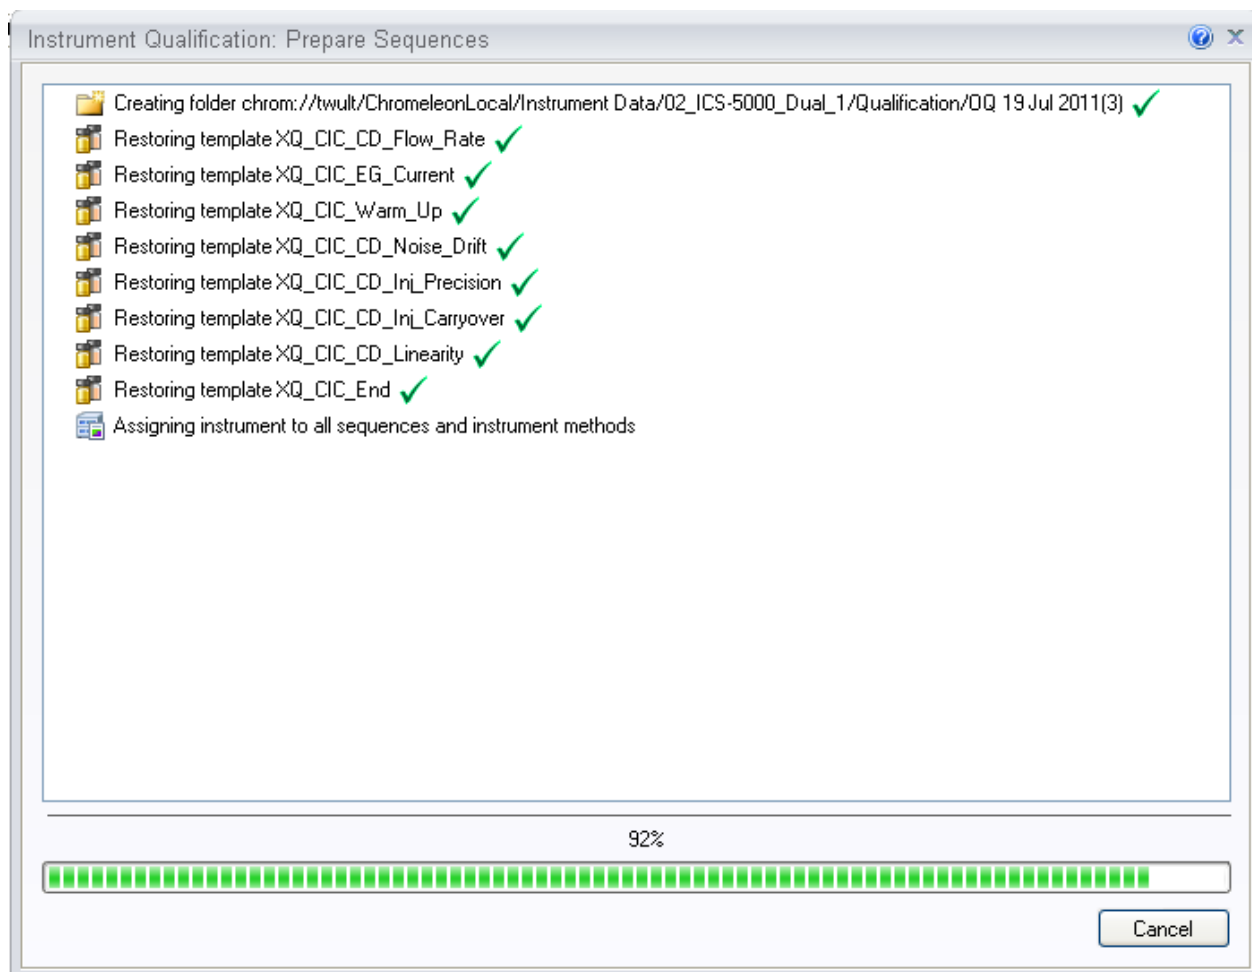 Instrument Qualification: Prepare Sequences
Creating folder chrom://twult/ChromeleonLocal/Instrument Data/02_ICS-5000_Dual_1/Qualification/OQ 19 Jul 2011(3)
Restoring template XQ_CIC_CD_Flow_Rate
Restoring template XQ_CIC_EG_Current
Restoring template XQ_CIC_Warm_Up
Restoring template XQ_CIC_CD_Noise_Drift
Restoring template XQ_CIC_CD_Inj_Precision
Restoring template XQ_CIC_CD_Inj_Carryover
Restoring template XQ_CIC_CD_Linearity
Restoring template XQ_CIC_End
Assigning instrument to all sequences and instrument methods
92%
Cancel